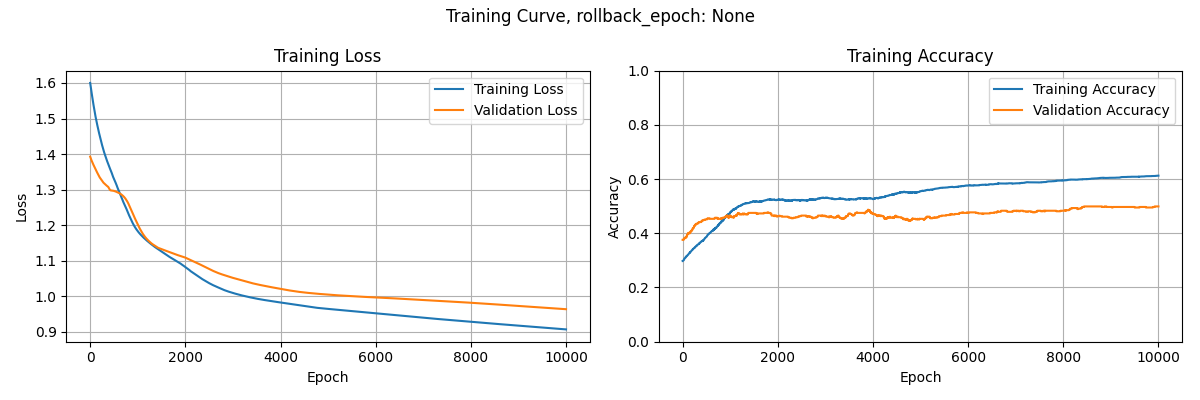 Training Curve, rollback_epoch: None
Training Loss
Training Loss
Validation Loss
1.6
1.5
1.4
1.3
1.2
1.1
1.0
0.9
Loss
0
2000
4000
6000
8000
10000
Epoch
Training Accuracy
Training Accuracy
Validation Accuracy
1.0
0.8
0.6
0.4
0.2
0.0
Accuracy
0
2000
4000
6000
8000
10000
Epoch